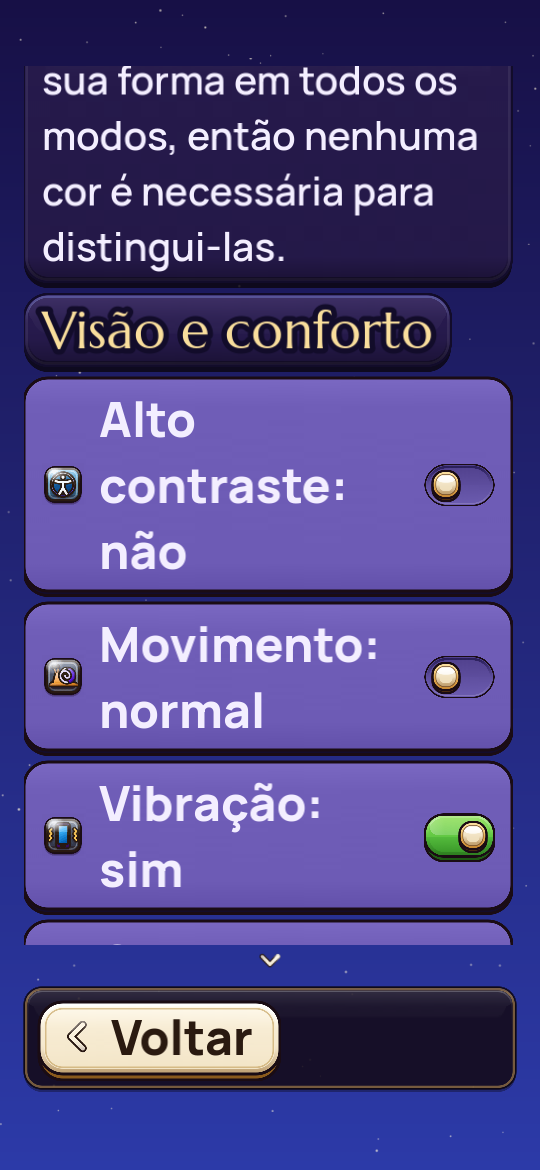 sua forma em todos os
modos, então nenhuma
cor é necessária para
distingui-las.
Visão e conforto
Alto
contraste:
não
Movimento:
normal
Vibração:
sim
Voltar